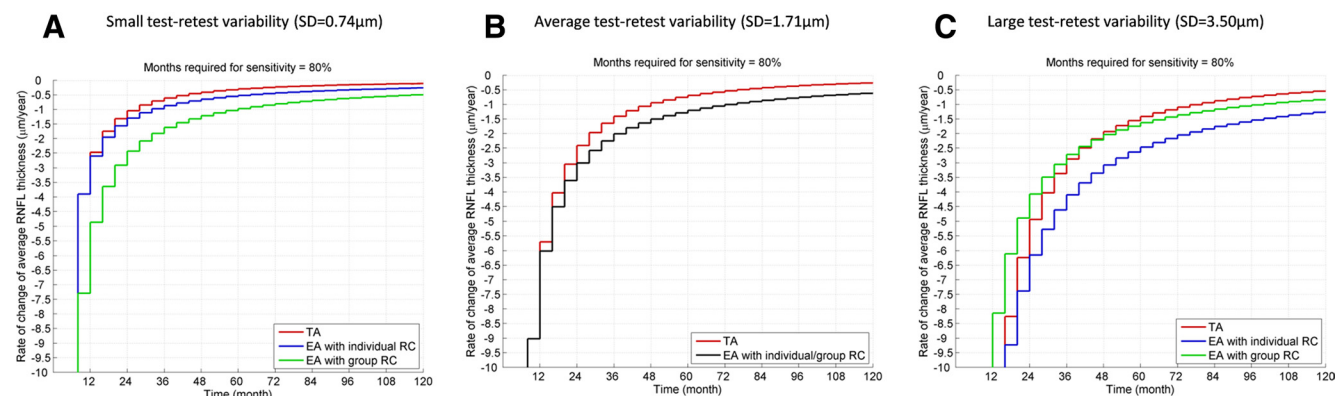 A
Small test-retest variability (SD=0.74μm)
Months required for sensitivity = 80%
Rate of change of average RNFL thickness (μm/year)
0
-0.5
-1
-1.5
-2
-2.5
-3
-3.5
-4
-4.5
-5
-5.5
-6
-6.5
-7
-7.5
-8
-8.5
-9
-9.5
-10
12 24 36 48 60 72 84 96 108 120
Time (month)
TA
EA with individual RC
EA with group RC
B
Average test-retest variability (SD=1.71μm)
Months required for sensitivity = 80%
Rate of change of average RNFL thickness (μm/year)
0
-0.5
-1
-1.5
-2
-2.5
-3
-3.5
-4
-4.5
-5
-5.5
-6
-6.5
-7
-7.5
-8
-8.5
-9
-9.5
-10
12 24 36 48 60 72 84 96 108 120
Time (month)
TA
EA with individual/group RC
C
Large test-retest variability (SD=3.50μm)
Months required for sensitivity = 80%
Rate of change of average RNFL thickness (μm/year)
0
-0.5
-1
-1.5
-2
-2.5
-3
-3.5
-4
-4.5
-5
-5.5
-6
-6.5
-7
-7.5
-8
-8.5
-9
-9.5
-10
12 24 36 48 60 72 84 96 108 120
Time (month)
TA
EA with individual RC
EA with group RC